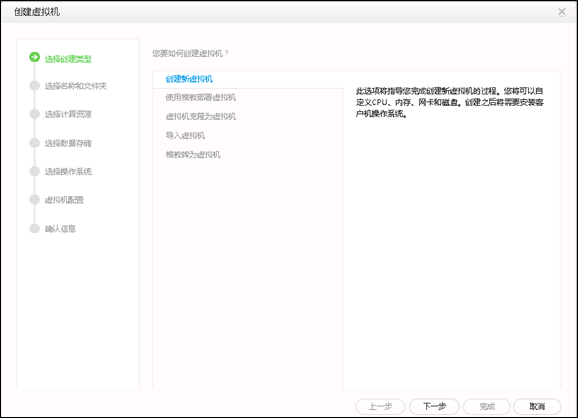 创建虚拟机
选择创建类型
选择名称和文件夹
选择计算资源
选择数据存储
选择操作系统
虚拟机配置
确认信息
您要如何创建虚拟机？
创建新虚拟机
使用模板部署虚拟机
虚拟机克隆为虚拟机
导入虚拟机
模板转为虚拟机
此选项将指导您完成创建新虚拟机的过程。您将可以自
定义CPU、内存、网卡和磁盘。创建之后将需要安装客
户机操作系统。
上一步
下一步
完成
取消